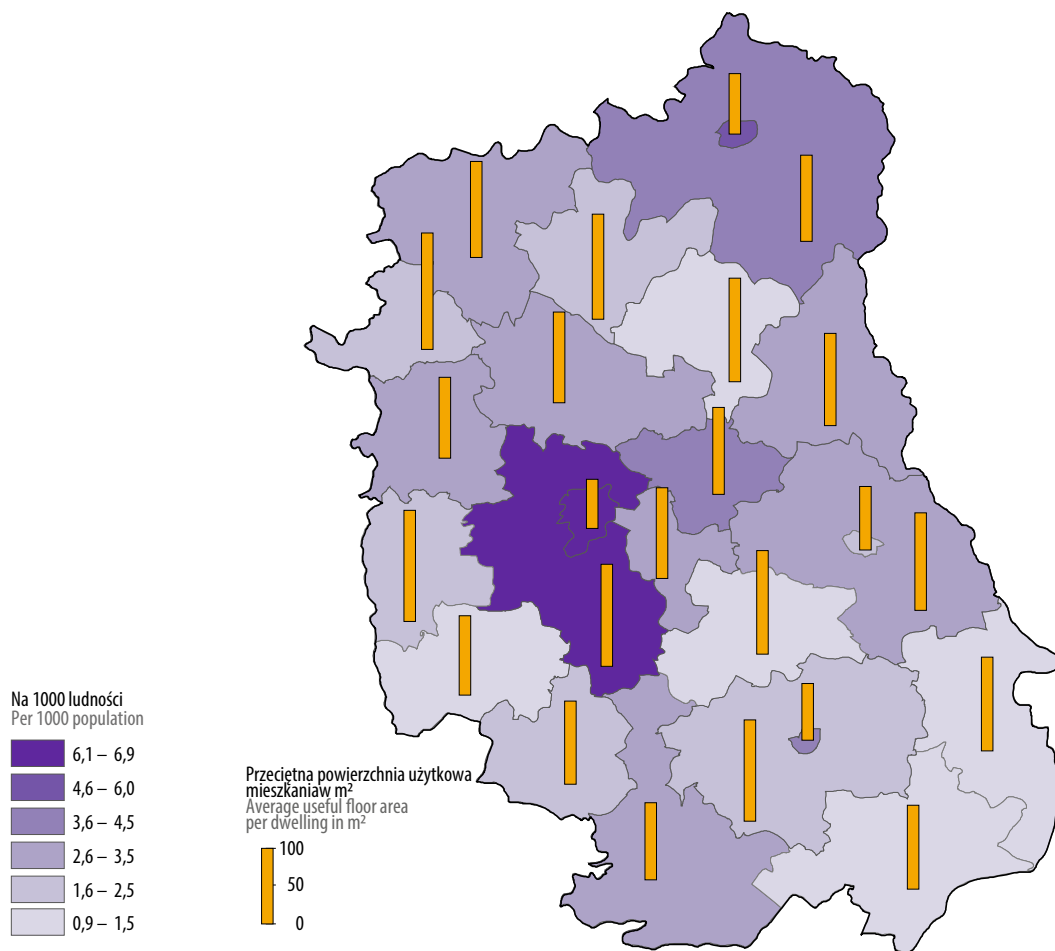 Na 1000 ludności
Per 1000 population
6,1 – 6,9
4,6 – 6,0
3,6 – 4,5
2,6 – 3,5
1,6 – 2,5
0,9 – 1,5
Przeciętna powierzchnia użytkowa
mieszkaniaw m²
Average useful floor area
per dwelling in m²
100
50
0